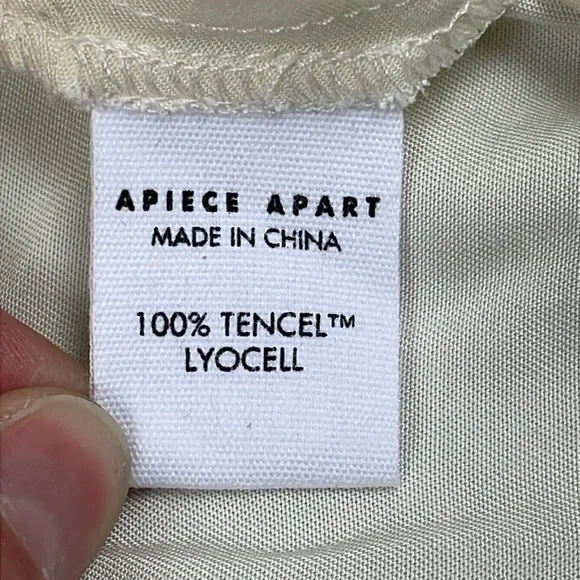 APIECE APART
MADE IN CHINA
100% TENCEL™
LYOCELL